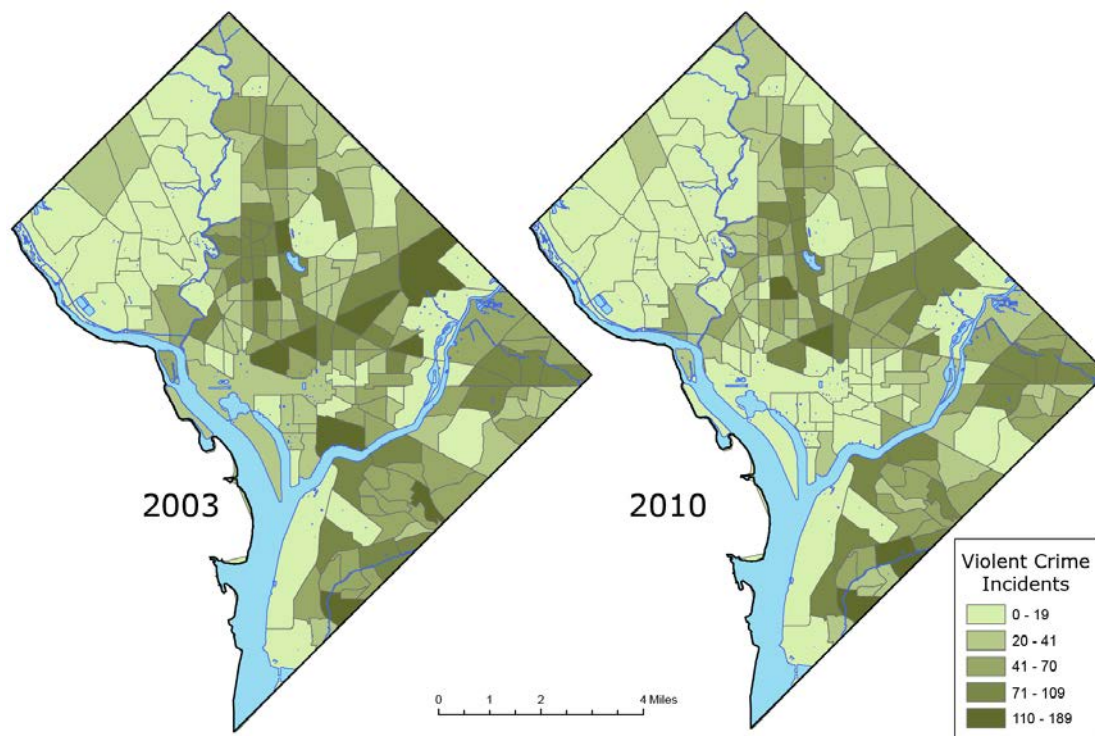 2003
2010
Violent Crime
Incidents
0 - 19
20 - 41
41 - 70
71 - 109
110 - 189
0 1 2 4 Miles